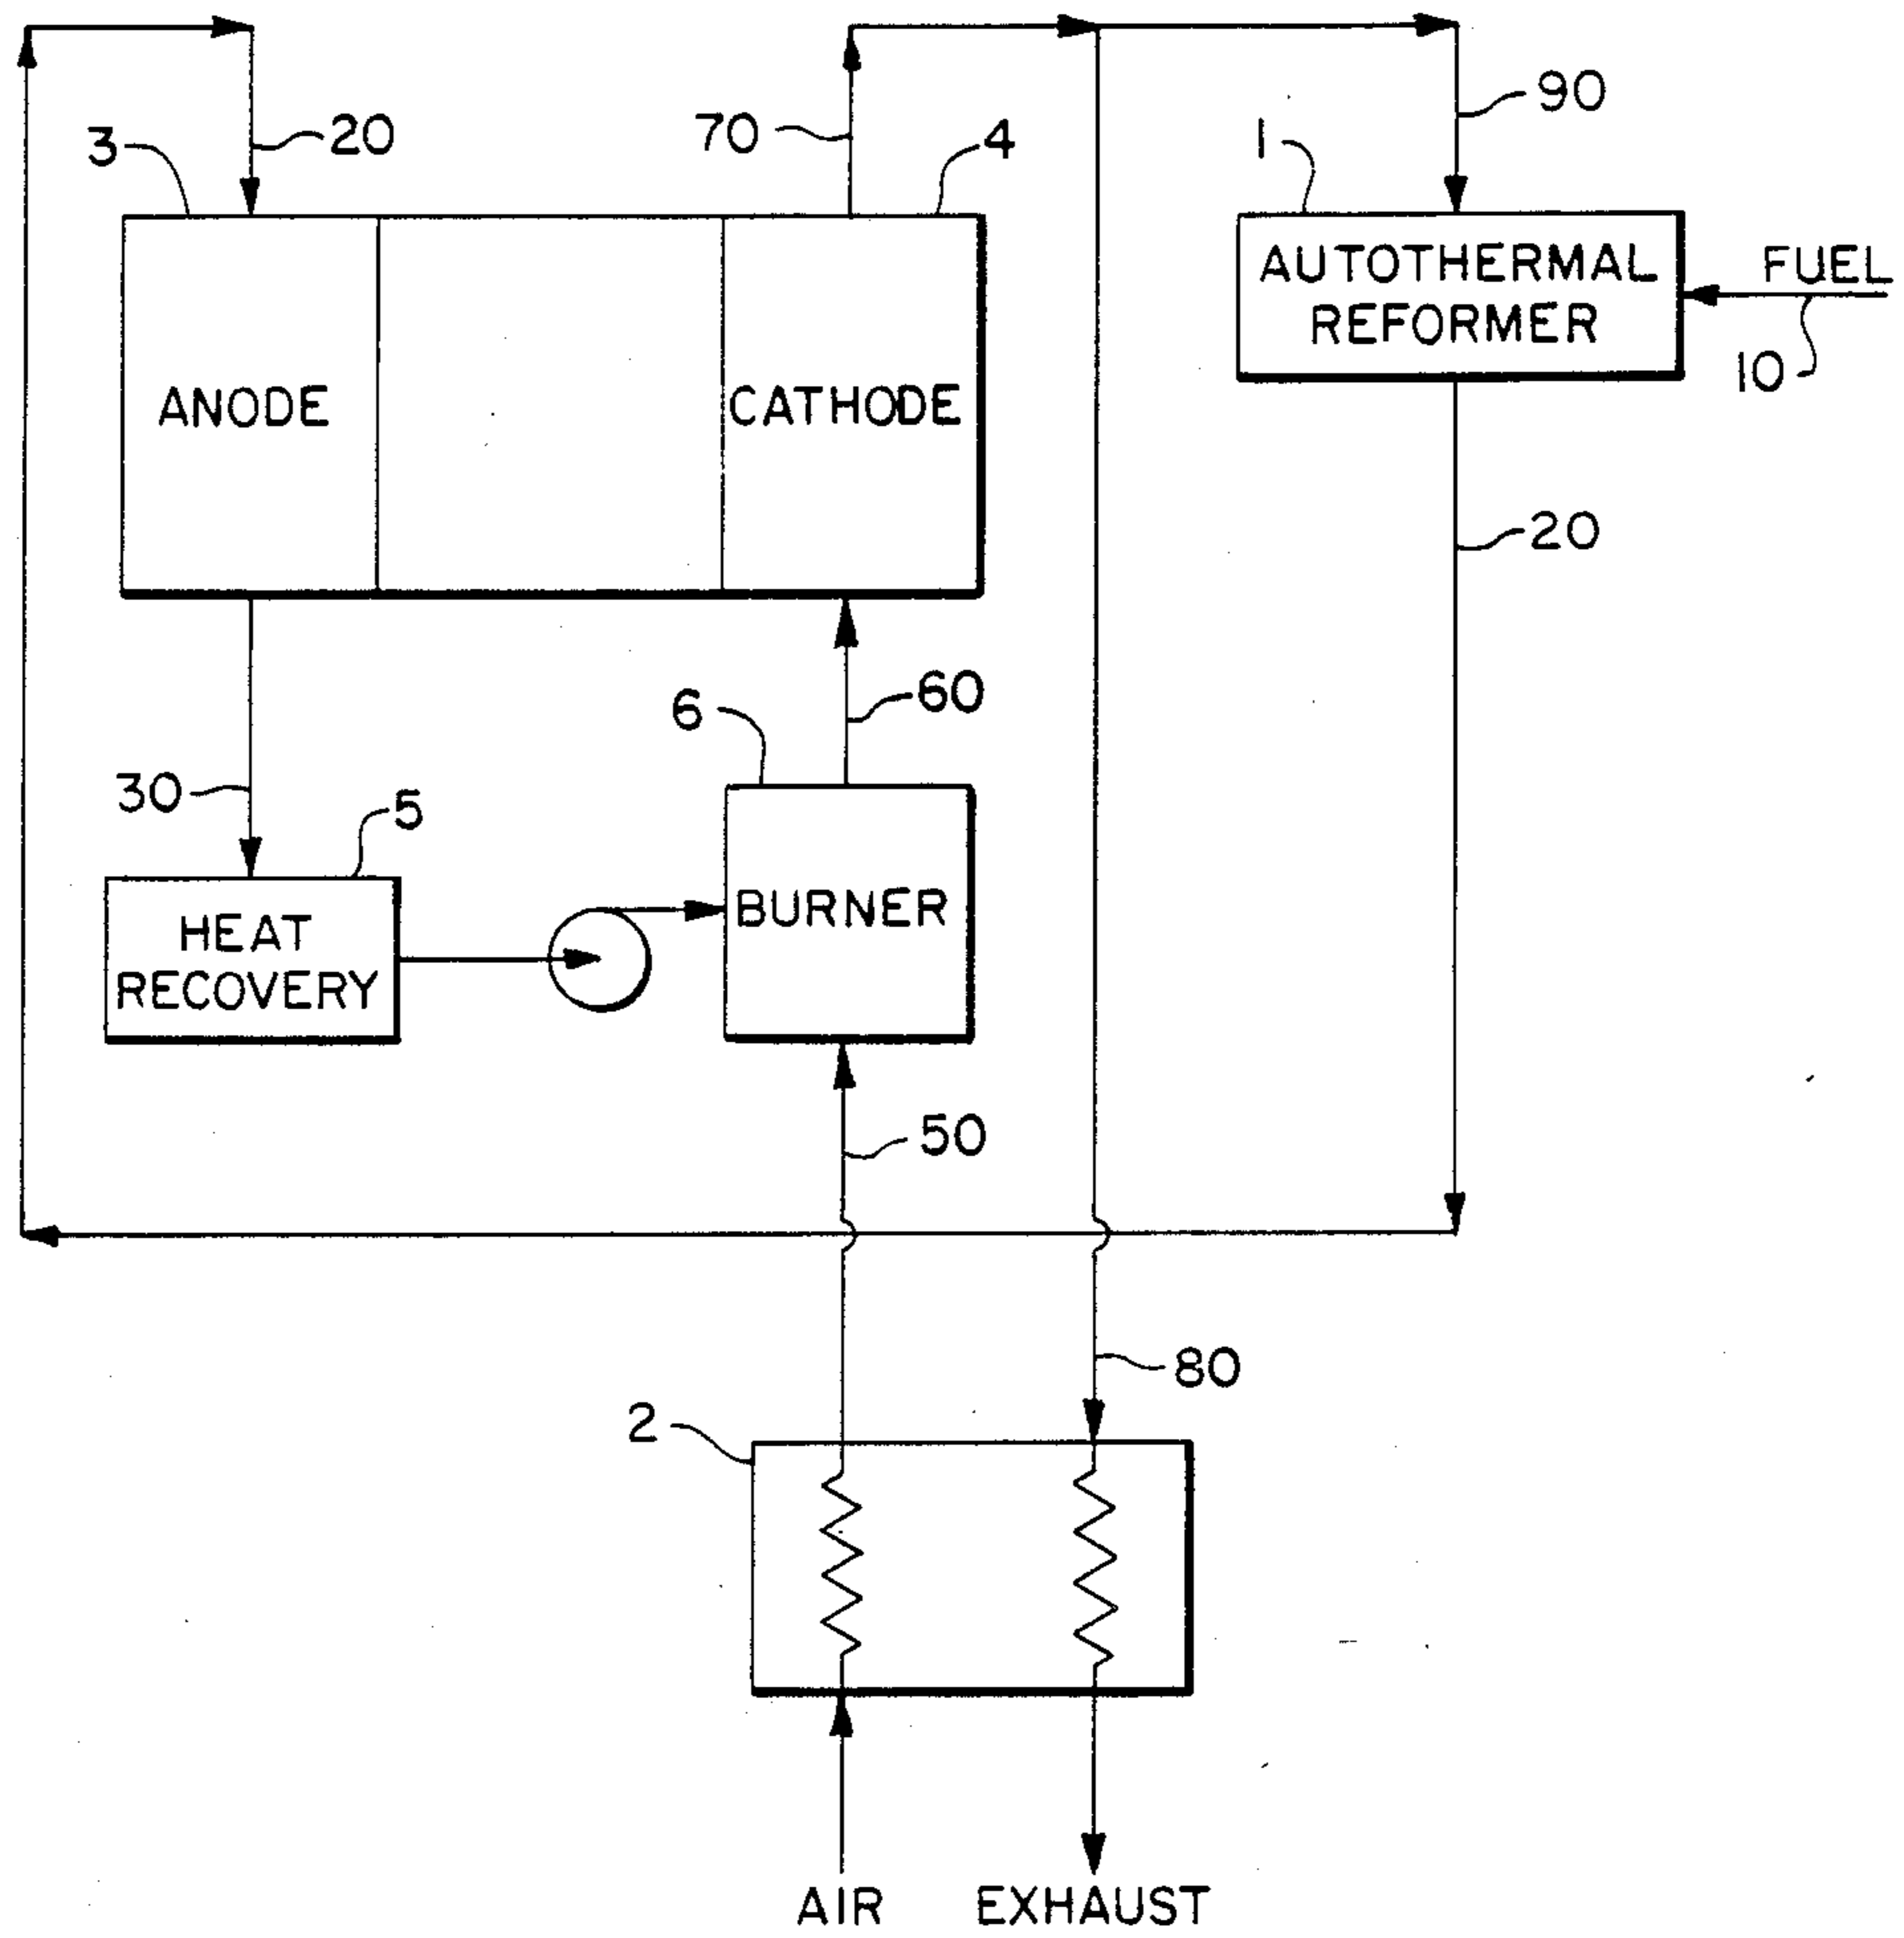 90
20
70
3
4
1
AUTOTHERMAL
REFORMER
FUEL
10
ANODE
CATHODE
20
60
6
30
5
HEAT
RECOVERY
BURNER
50
80
2
AIR
EXHAUST